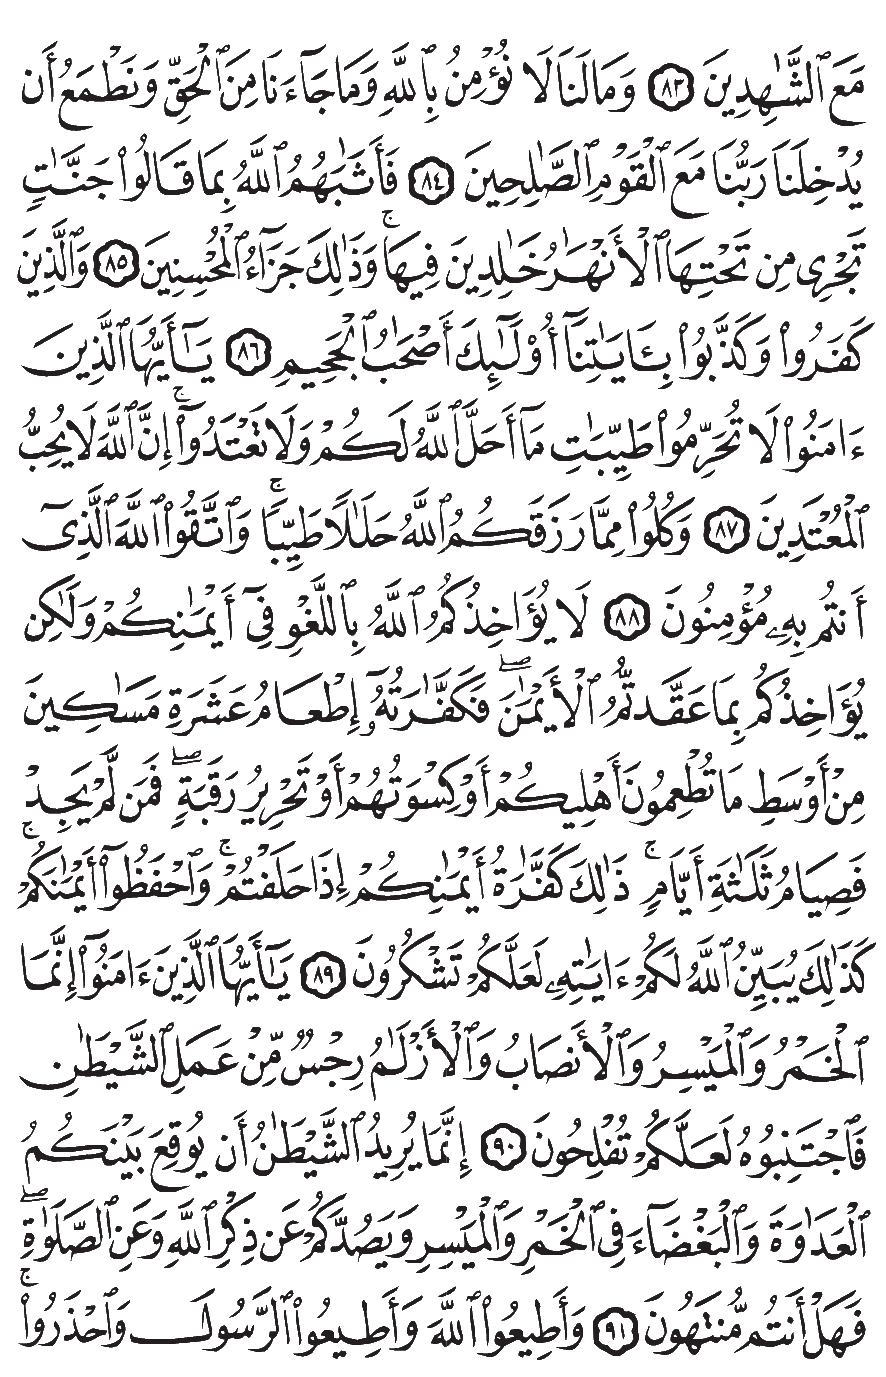 مَعَ ٱلشَّٰهِدِينَ ٨٣ وَمَا لَنَا لَا نُؤْمِنُ بِٱللَّهِ وَمَا جَآءَنَا مِنَ ٱلْحَقِّ وَنَطْمَعُ أَن
يُدْخِلَنَا رَبُّنَا مَعَ ٱلْقَوْمِ ٱلصَّٰلِحِينَ ٨٤ فَأَثَٰبَهُمُ ٱللَّهُ بِمَا قَالُوا۟ جَنَّٰتٍ
تَجْرِى مِن تَحْتِهَا ٱلْأَنْهَٰرُ خَٰلِدِينَ فِيهَا ۚ وَذَٰلِكَ جَزَآءُ ٱلْمُحْسِنِينَ ٨٥ وَٱلَّذِينَ
كَفَرُوا۟ وَكَذَّبُوا۟ بِـَٔايَٰتِنَآ أُو۟لَٰٓئِكَ أَصْحَٰبُ ٱلْجَحِيمِ ٨٦ يَٰٓأَيُّهَا ٱلَّذِينَ
ءَامَنُوا۟ لَا تُحَرِّمُوا۟ طَيِّبَٰتِ مَآ أَحَلَّ ٱللَّهُ لَكُمْ وَلَا تَعْتَدُوٓا۟ ۚ إِنَّ ٱللَّهَ لَا يُحِبُّ
ٱلْمُعْتَدِينَ ٨٧ وَكُلُوا۟ مِمَّا رَزَقَكُمُ ٱللَّهُ حَلَٰلًا طَيِّبًا ۚ وَٱتَّقُوا۟ ٱللَّهَ ٱلَّذِىٓ
أَنتُم بِهِۦ مُؤْمِنُونَ ٨٨ لَا يُؤَاخِذُكُمُ ٱللَّهُ بِٱللَّغْوِ فِىٓ أَيْمَٰنِكُمْ وَلَٰكِن
يُؤَاخِذُكُم بِمَا عَقَّدتُّمُ ٱلْأَيْمَٰنَ ۖ فَكَفَّٰرَتُهُۥٓ إِطْعَامُ عَشَرَةِ مَسَٰكِينَ
مِنْ أَوْسَطِ مَا تُطْعِمُونَ أَهْلِيكُمْ أَوْ كِسْوَتُهُمْ أَوْ تَحْرِيرُ رَقَبَةٍ ۖ فَمَن لَّمْ يَجِدْ
فَصِيَامُ ثَلَٰثَةِ أَيَّامٍ ۚ ذَٰلِكَ كَفَّٰرَةُ أَيْمَٰنِكُمْ إِذَا حَلَفْتُمْ ۚ وَٱحْفَظُوٓا۟ أَيْمَٰنَكُمْ ۚ
كَذَٰلِكَ يُبَيِّنُ ٱللَّهُ لَكُمْ ءَايَٰتِهِۦ لَعَلَّكُمْ تَشْكُرُونَ ٨٩ يَٰٓأَيُّهَا ٱلَّذِينَ ءَامَنُوٓا۟ إِنَّمَا
ٱلْخَمْرُ وَٱلْمَيْسِرُ وَٱلْأَنصَابُ وَٱلْأَزْلَٰمُ رِجْسٌ مِّنْ عَمَلِ ٱلشَّيْطَٰنِ
فَٱجْتَنِبُوهُ لَعَلَّكُمْ تُفْلِحُونَ ٩٠ إِنَّمَا يُرِيدُ ٱلشَّيْطَٰنُ أَن يُوقِعَ بَيْنَكُمُ
ٱلْعَدَٰوَةَ وَٱلْبَغْضَآءَ فِى ٱلْخَمْرِ وَٱلْمَيْسِرِ وَيَصُدَّكُمْ عَن ذِكْرِ ٱللَّهِ وَعَنِ ٱلصَّلَوٰةِ ۖ
فَهَلْ أَنتُم مُّنتَهُونَ ٩١ وَأَطِيعُوا۟ ٱللَّهَ وَأَطِيعُوا۟ ٱلرَّسُولَ وَٱحْذَرُوا۟ ۚ